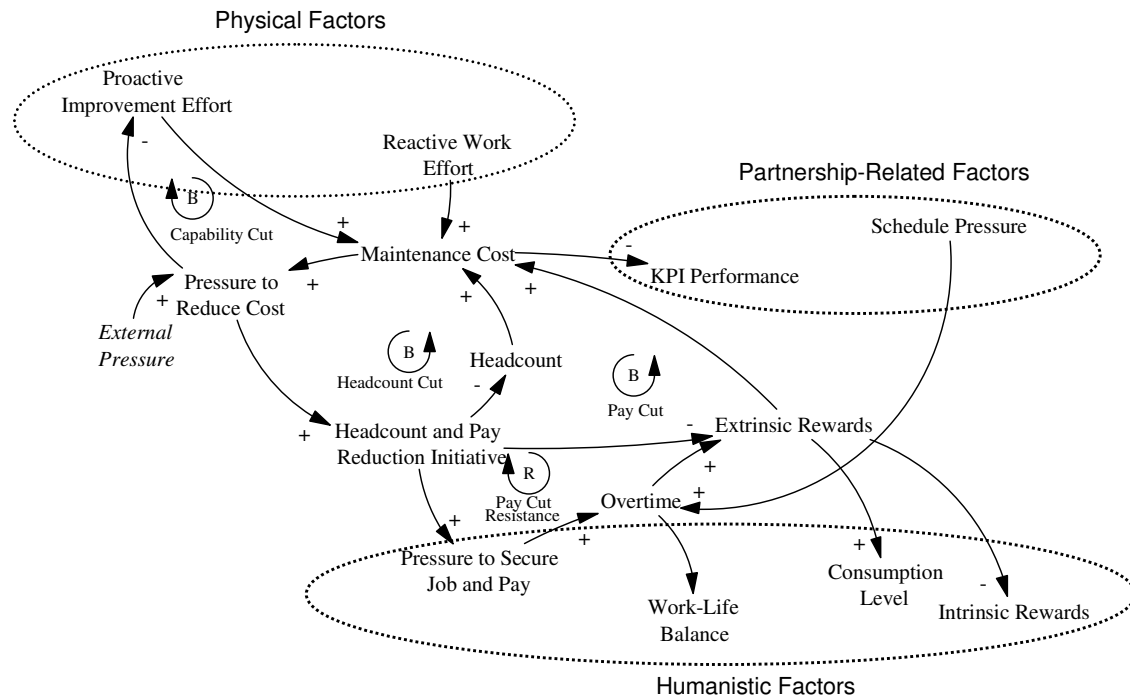 Physical Factors
Proactive
Improvement Effort
-
Reactive Work
Effort
B
Capability Cut
+
+
Partnership-Related Factors
Schedule Pressure
Maintenance Cost
-
KPI Performance
+
+
+
Pressure to
Reduce Cost
+
External
Pressure
B
Headcount Cut
Headcount
-
B
Pay Cut
+
Headcount and Pay
Reduction Initiative
-
Extrinsic Rewards
R
Pay Cut
Resistance
+
+
Overtime
+
+
Pressure to Secure
Job and Pay
+
Consumption
Level
-
Intrinsic Rewards
Work-Life
Balance
Humanistic Factors